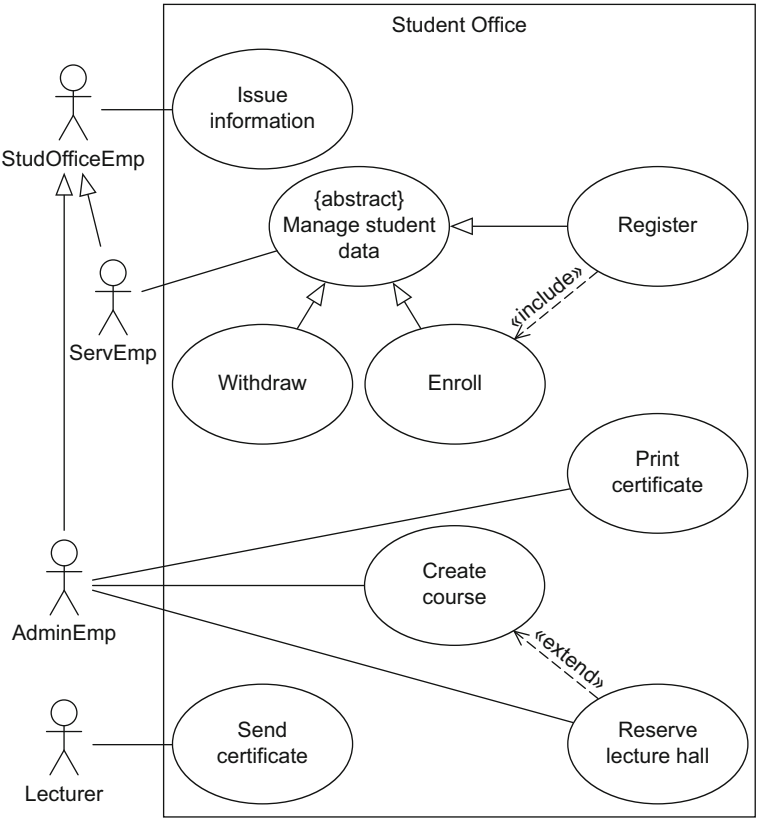 Student Office
Issue
information
StudOfficeEmp
{abstract}
Manage student
data
Register
«include»
ServEmp
Withdraw
Enroll
Print
certificate
Create
course
AdminEmp
«extend»
Send
certificate
Reserve
lecture hall
Lecturer